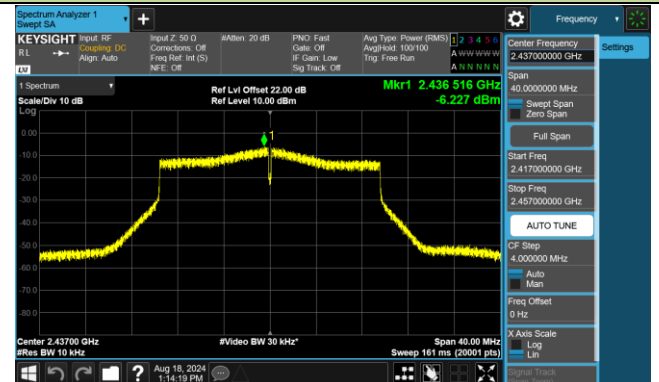 Spectrum Analyzer 1
Swept SA
+
Frequency
KEYSIGHT
RL
LXI
Input: RF
Coupling: DC
Align: Auto
Input Z: 50 Ω
Corrections: Off
Freq Ref: Int (S)
NFE: Off
#Atten: 20 dB
PNO: Fast
Gate: Off
IF Gain: Low
Sig Track: Off
Avg Type: Power (RMS)
Avg|Hold: 100/100
Trig: Free Run
1 2 3 4 5 6
A W W W W W
A N N N N N
1 Spectrum
Scale/Div 10 dB
Log
Ref Lvl Offset 22.00 dB
Ref Level 10.00 dBm
Mkr1 2.436 516 GHz
-6.227 dBm
1
0.00
-10.0
-20.0
-30.0
-40.0
-50.0
-60.0
-70.0
-80.0
Center 2.43700 GHz
#Res BW 10 kHz
#Video BW 30 kHz*
Span 40.00 MHz
Sweep 161 ms (20001 pts)
Aug 18, 2024
1:14:19 PM
?
Center Frequency
2.437000000 GHz
Settings
Span
40.0000000 MHz
Swept Span
Zero Span
Full Span
Start Freq
2.417000000 GHz
Stop Freq
2.457000000 GHz
AUTO TUNE
CF Step
4.000000 MHz
Auto
Man
Freq Offset
0 Hz
X Axis Scale
Log
Lin
Signal Track